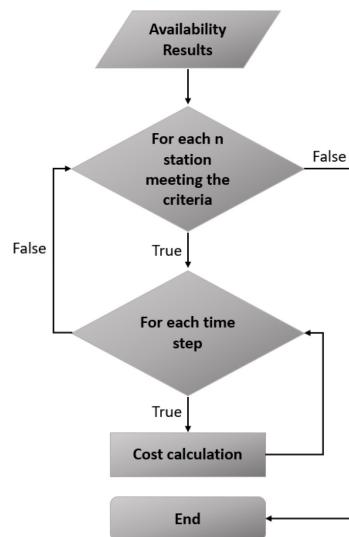 Availability
Results
For each n
station
meeting the
criteria
False
True
False
For each time
step
True
Cost calculation
End